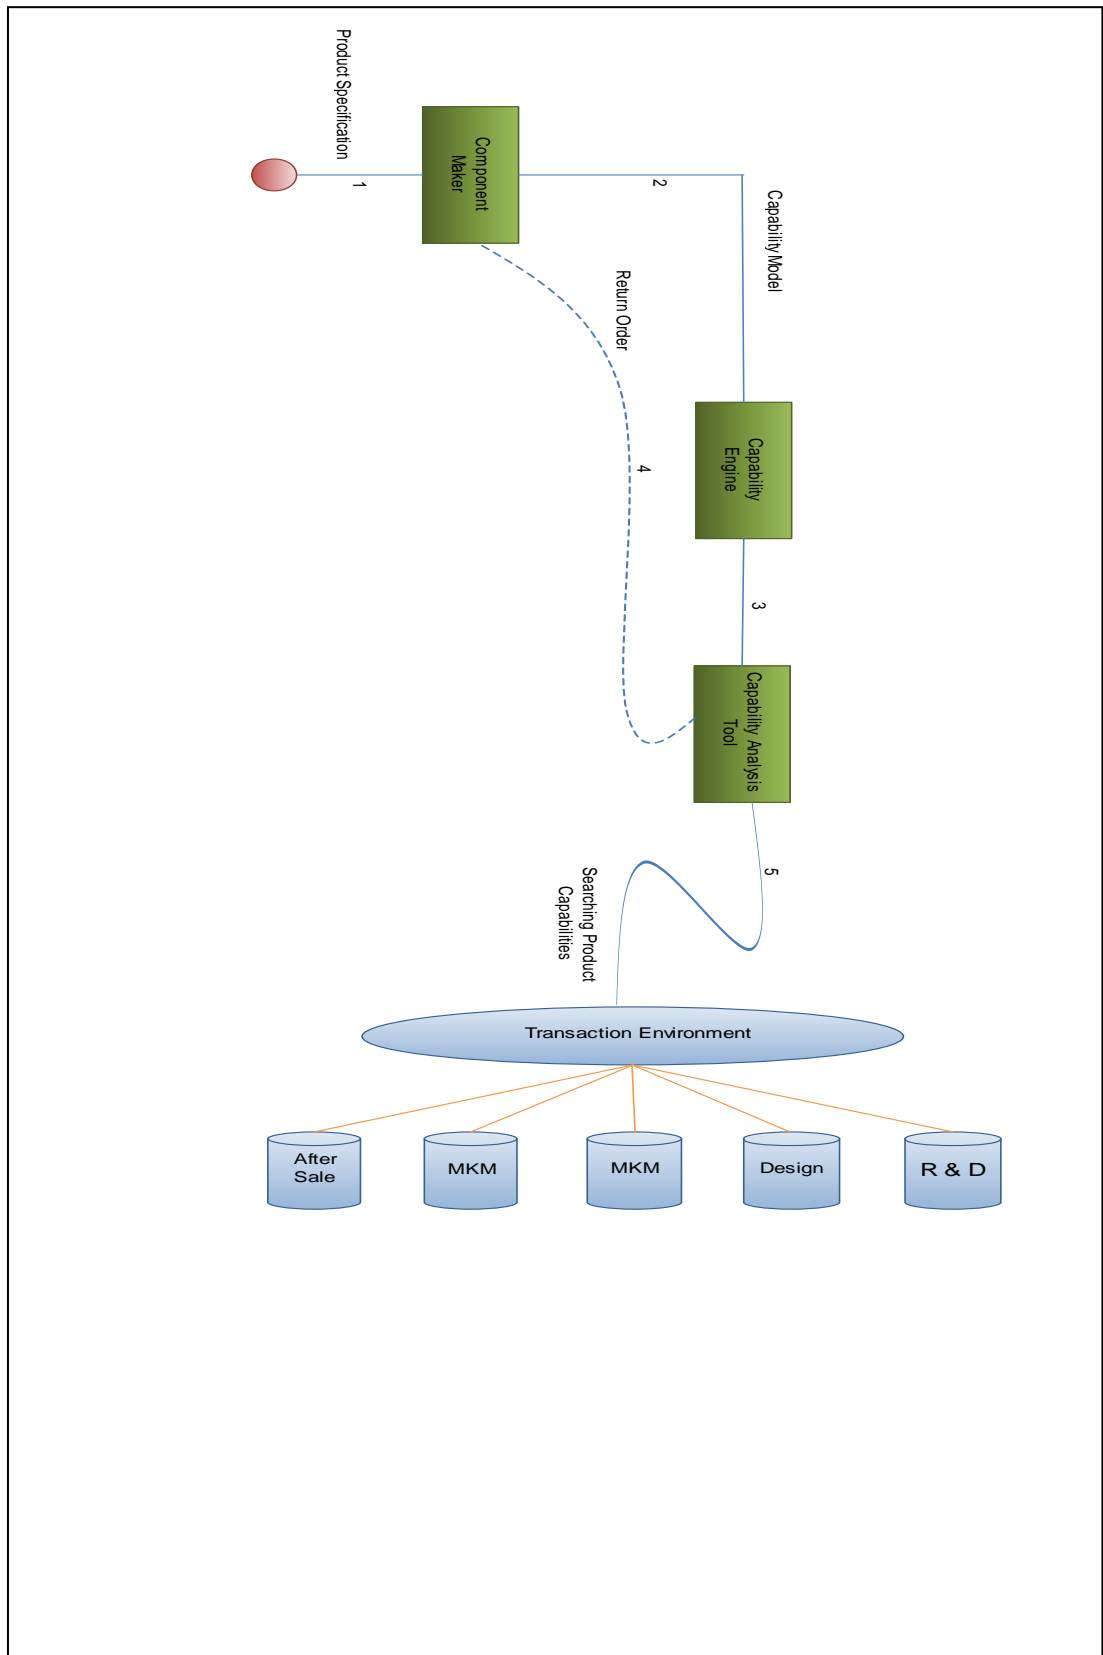 Product Specification
1
Component
Maker
2
Capability Model
Return Order
4
Capability
Engine
3
Capability Analysis
Tool
5
Searching Product
Capabilities
Transaction Environment
After
Sale
MKM
MKM
Design
R & D